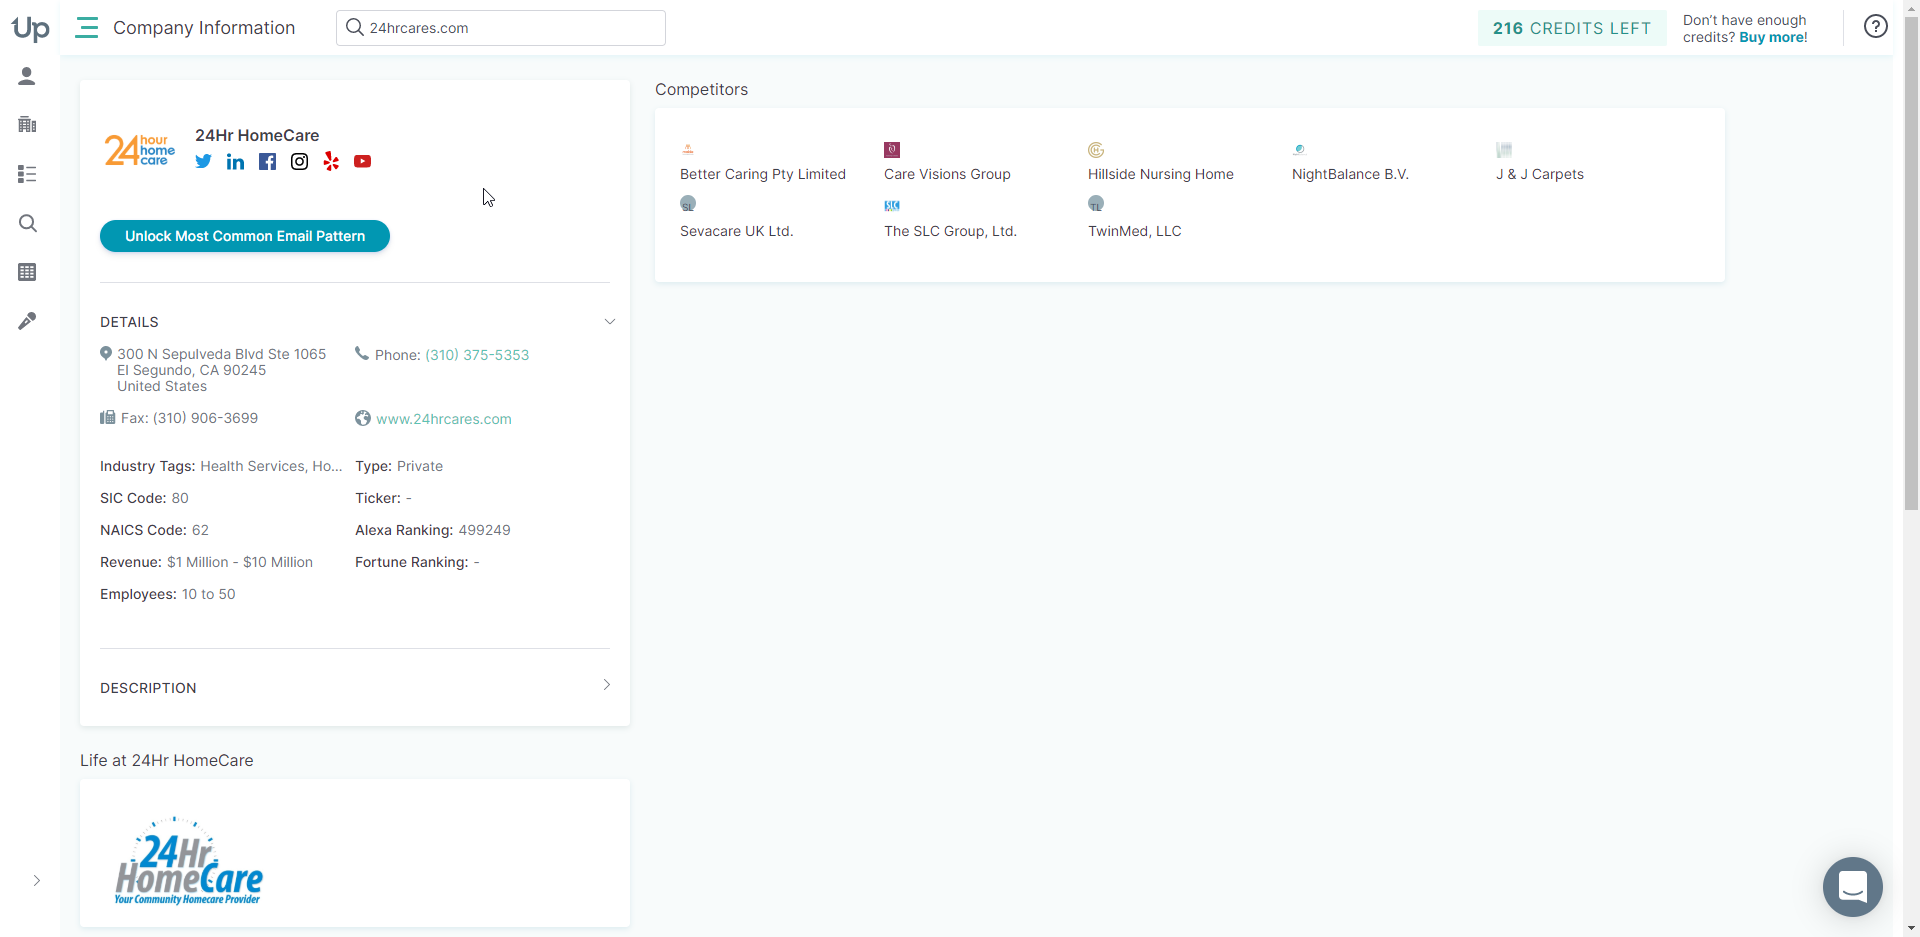 Up
Company Information
24hrcares.com
216 CREDITS LEFT
Don't have enough
credits? Buy more!
24 hour home care
24Hr HomeCare
Unlock Most Common Email Pattern
DETAILS
300 N Sepulveda Blvd Ste 1065
El Segundo, CA 90245
United States
Phone: (310) 375-5353
Fax: (310) 906-3699
www.24hrcares.com
Industry Tags: Health Services, Ho...
Type: Private
SIC Code: 80
Ticker: -
NAICS Code: 62
Alexa Ranking: 499249
Revenue: $1 Million - $10 Million
Fortune Ranking: -
Employees: 10 to 50
DESCRIPTION
Life at 24Hr HomeCare
24Hr
HomeCare
Your Community Homecare Provider
Competitors
Better Caring Pty Limited
Care Visions Group
Hillside Nursing Home
NightBalance B.V.
J & J Carpets
SL
SLC
TL
Sevacare UK Ltd.
The SLC Group, Ltd.
TwinMed, LLC